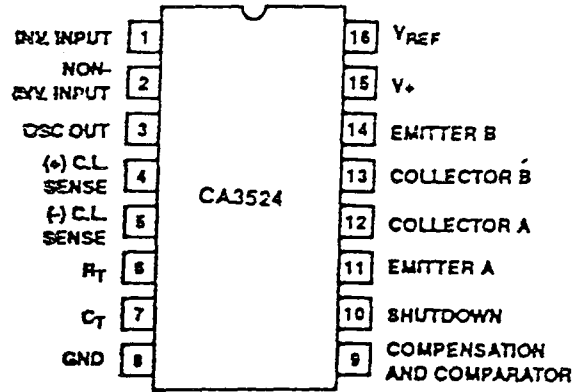 INV. INPUT 1
NON-
INV. INPUT 2
OSC OUT 3
(+) C.L.
SENSE 4
(-) C.L.
SENSE 5
RT 6
CT 7
GND 8
CA3524
16 VREF
15 V+
14 EMITTER B
13 COLLECTOR B
12 COLLECTOR A
11 EMITTER A
10 SHUTDOWN
9 COMPENSATION
AND COMPARATOR